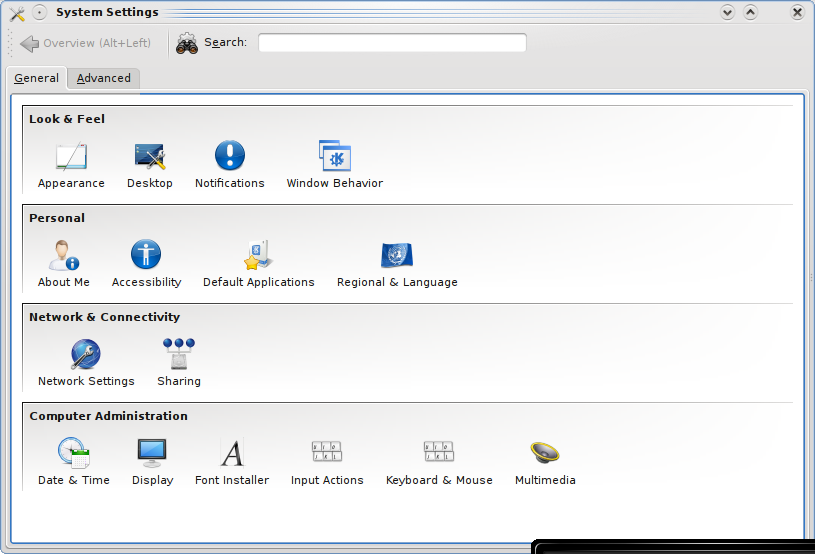 System Settings
Overview (Alt+Left) Search:
General Advanced
Look & Feel
Appearance Desktop Notifications Window Behavior
Personal
About Me Accessibility Default Applications Regional & Language
Network & Connectivity
Network Settings Sharing
Computer Administration
Date & Time Display Font Installer Input Actions Keyboard & Mouse Multimedia